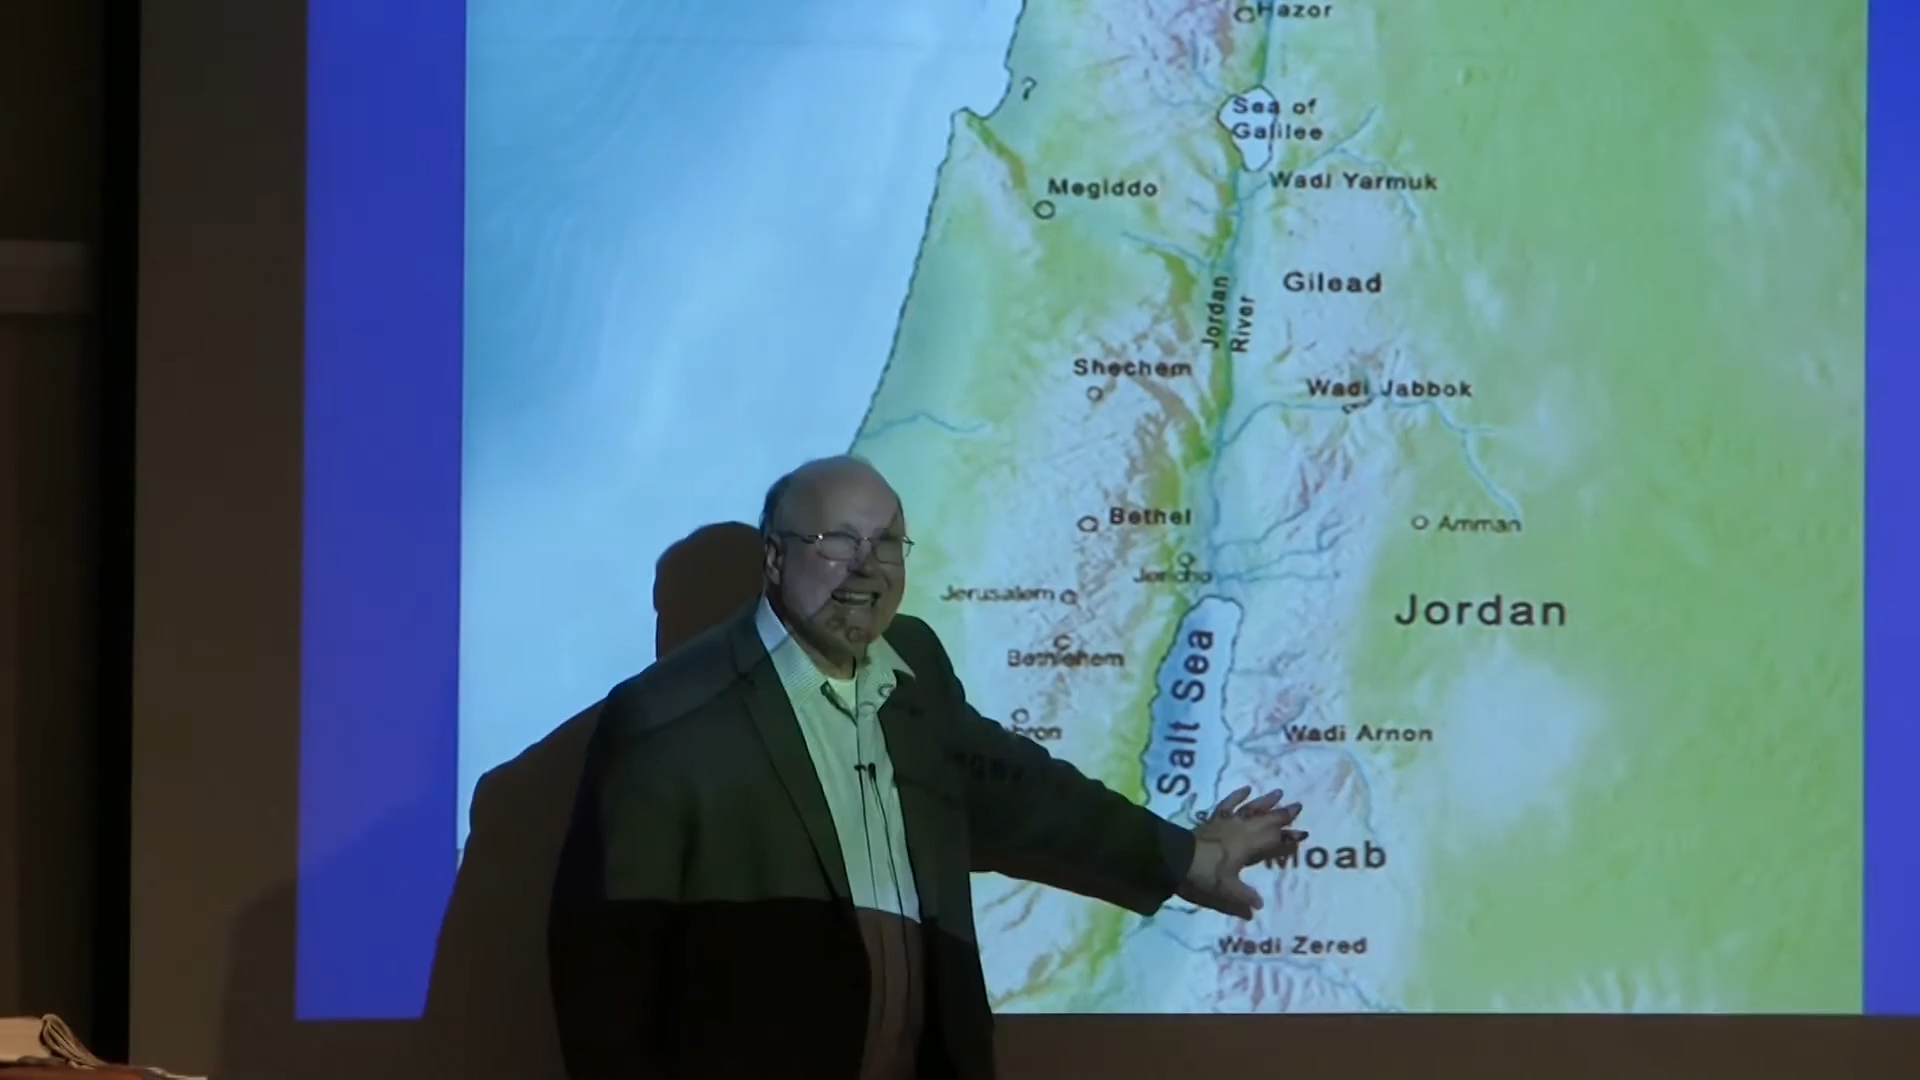 Hazor
?
Sea of
Galilee
Megiddo
Wadi Yarmuk
Gilead
Jordan
River
Shechem
Wadi Jabbok
Bethel
Amman
Jericho
Jerusalem
Jordan
Bethlehem
Salt Sea
Wadi Arnon
Moab
Wadi Zered